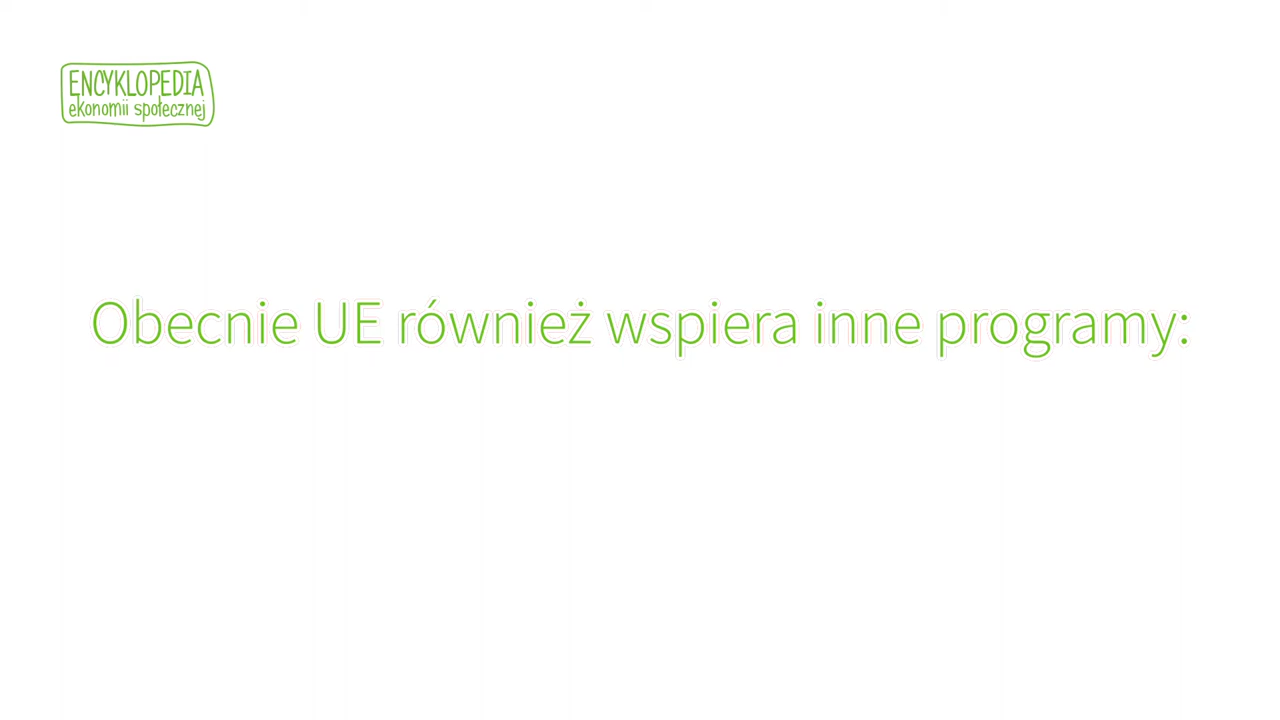 ENCYKLOPEDIA
ekonomii społecznej
Obecnie UE również wspiera inne programy: